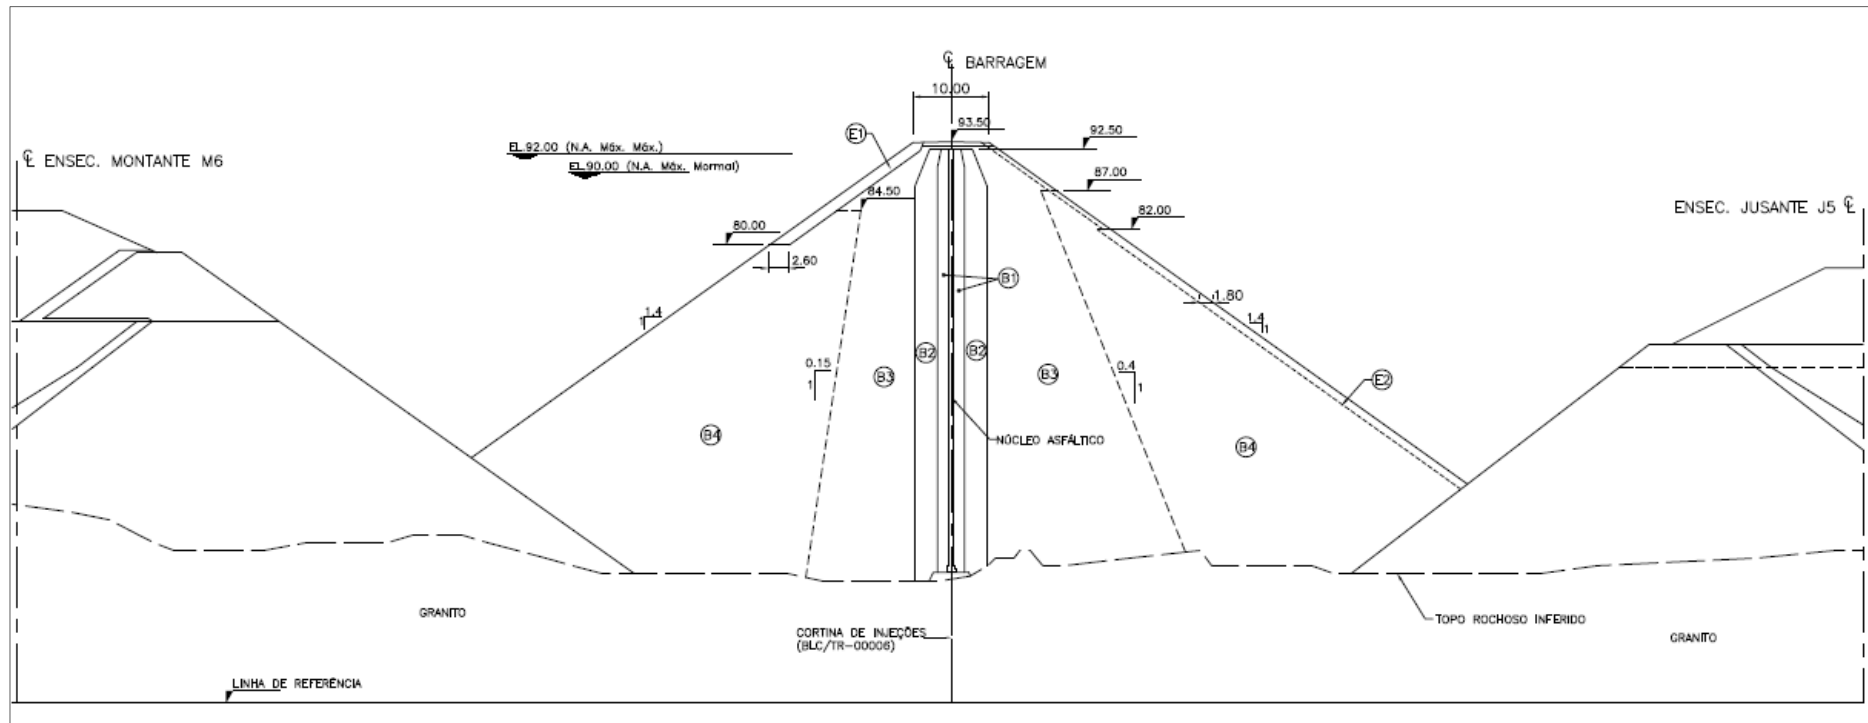 ℄ BARRAGEM
10.00
93.50
92.50
E1
EL.92.00 (N.A. Máx. Máx.)
EL.90.00 (N.A. Máx. Mormal)
℄ ENSEC. MONTANTE M6
87.00
84.50
82.00
ENSEC. JUSANTE J5 ℄
80.00
2.60
B1
1.80
1.4
1
1.4
1
B2
B2
0.15
1
B3
B3
0.4
1
E2
B4
NÚCLEO ASFÁLTICO
B4
GRANITO
CORTINA DE INJEÇÕES
(BLC/TR-00006)
TOPO ROCHOSO INFERIDO
GRANITO
LINHA DE REFERÊNCIA